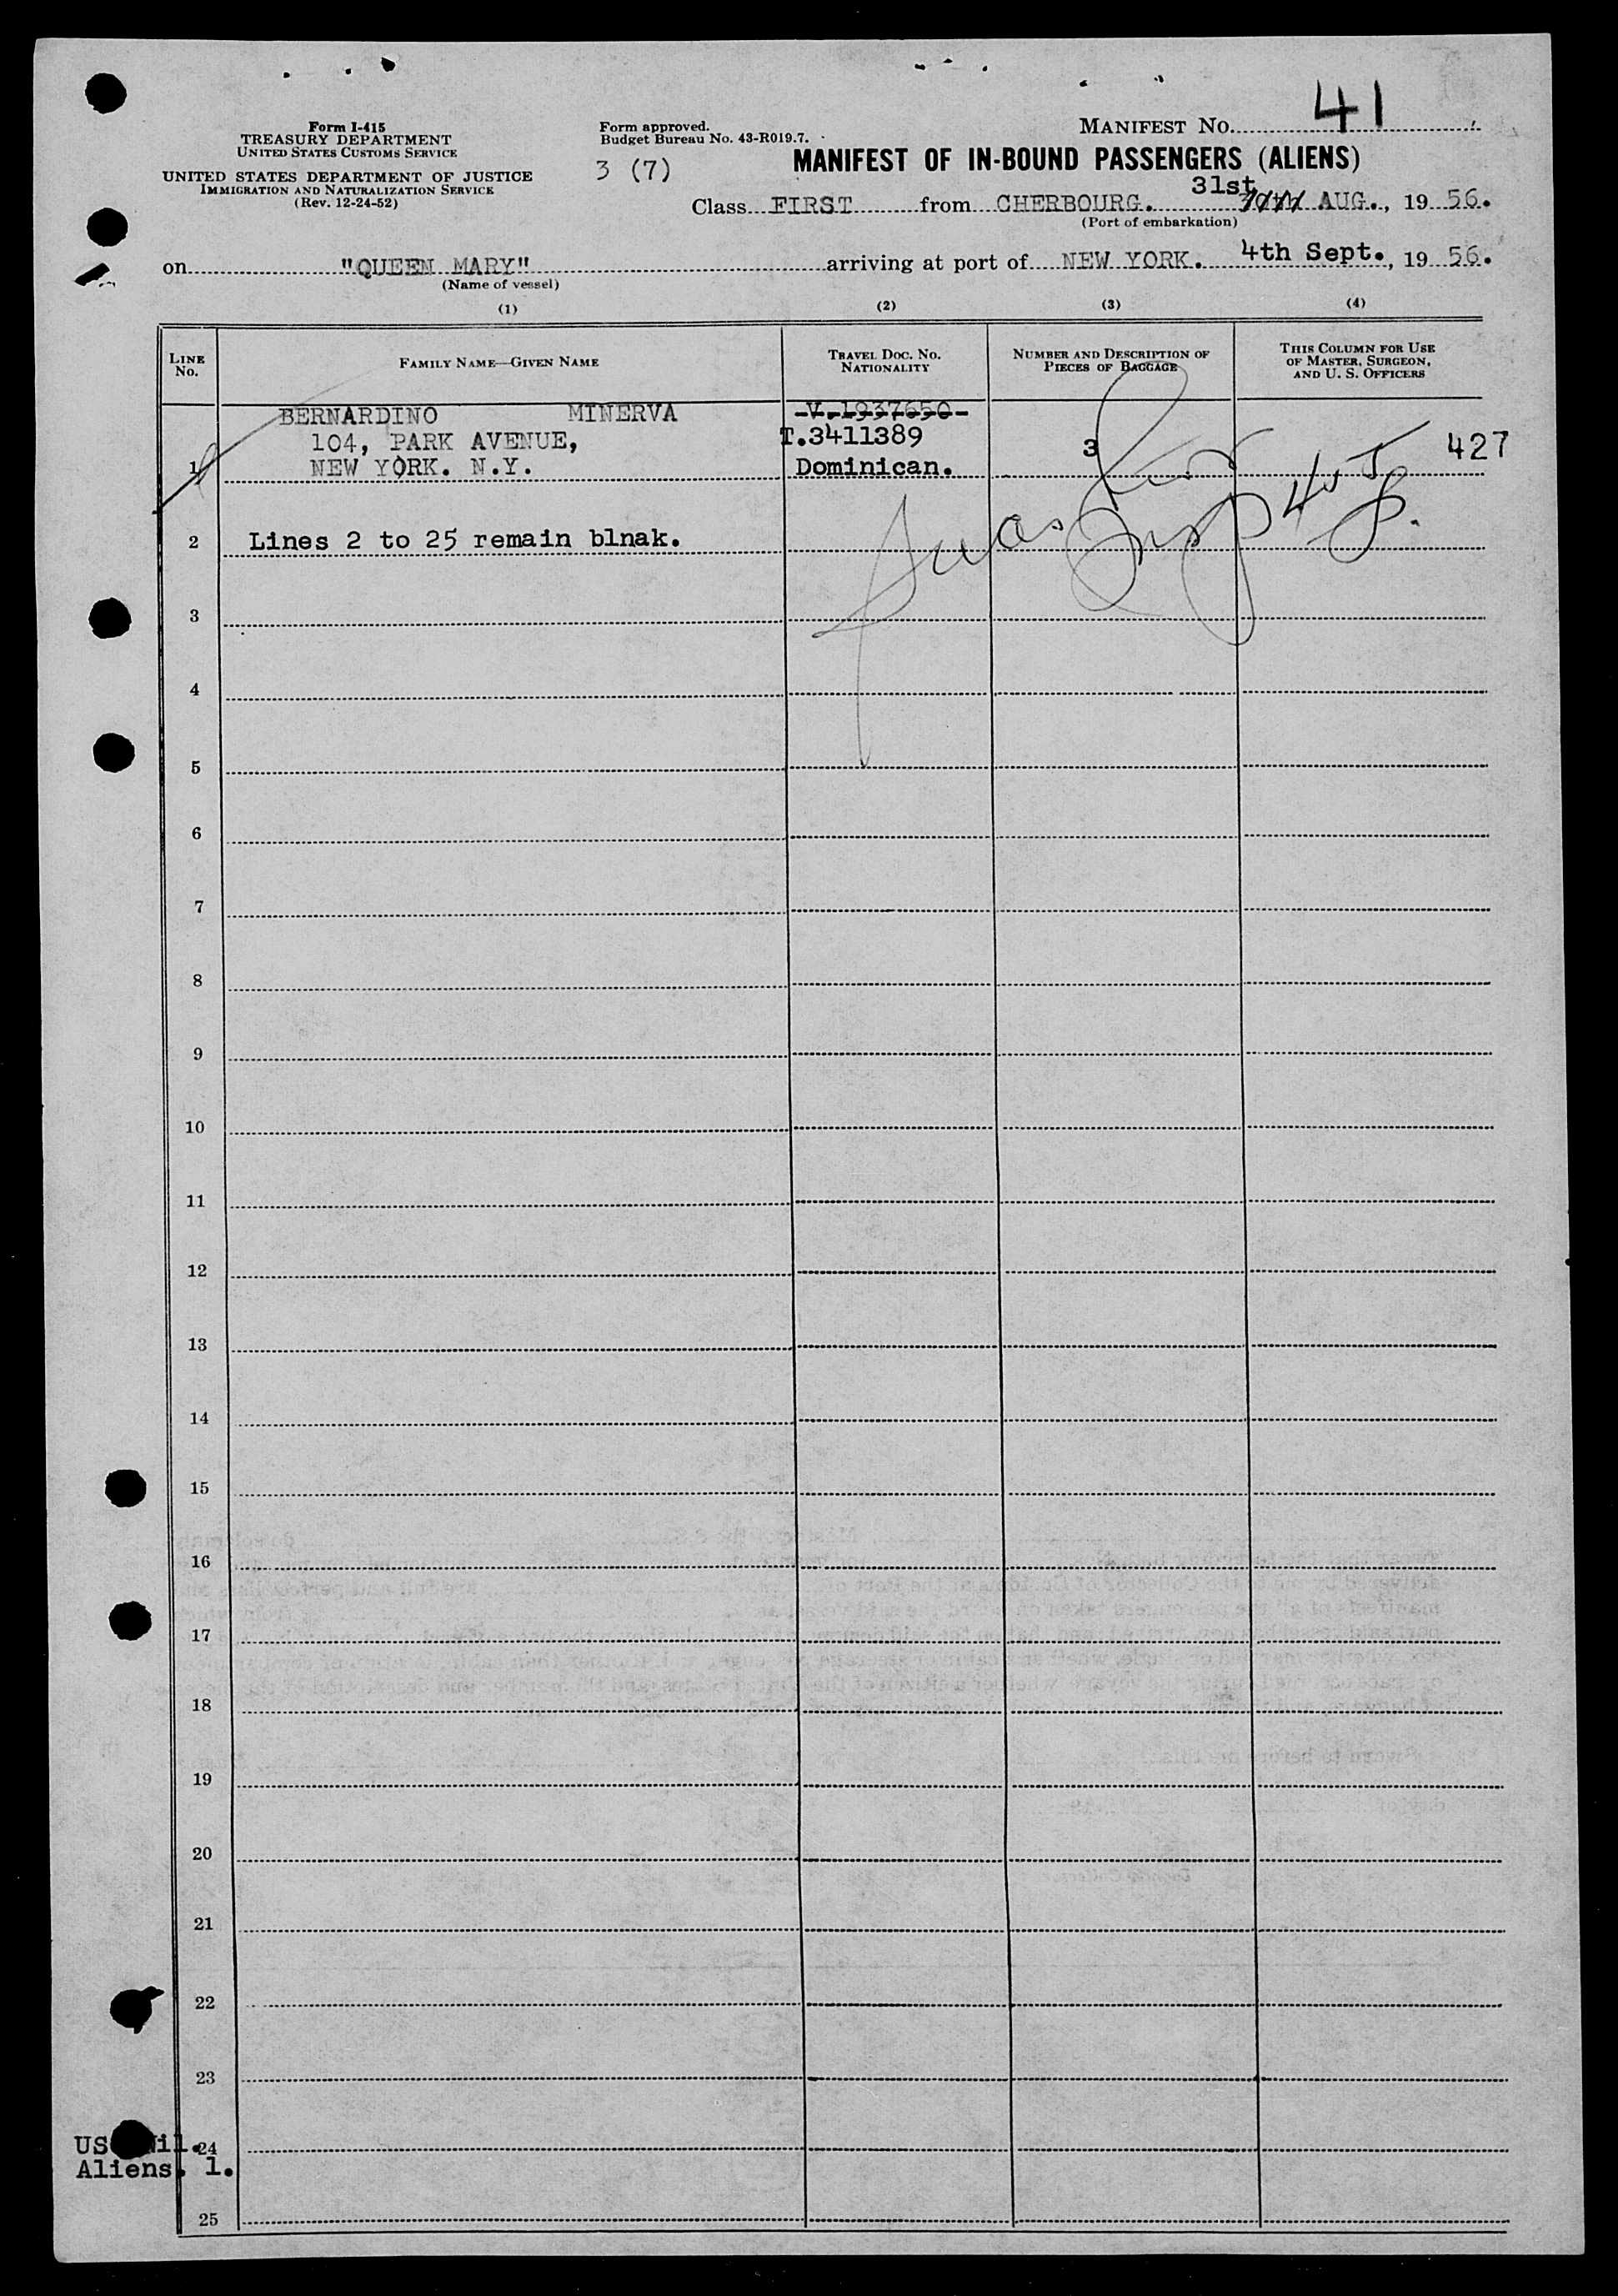 Form I-415
TREASURY DEPARTMENT
UNITED STATES CUSTOMS SERVICE
UNITED STATES DEPARTMENT OF JUSTICE
IMMIGRATION AND NATURALIZATION SERVICE
(Rev. 12-24-52)
Form approved.
Budget Bureau No. 43-R019.7.
3 (7)
MANIFEST NO. 41
MANIFEST OF IN-BOUND PASSENGERS (ALIENS)
Class FIRST from CHERBOURG. 31st AUG., 19 56.
(Port of embarkation)
on "QUEEN MARY" arriving at port of NEW YORK. 4th Sept., 19 56.
(Name of vessel)
(1) (2) (3) (4)
LINE NO. FAMILY NAME—GIVEN NAME TRAVEL DOC. NO. NATIONALITY NUMBER AND DESCRIPTION OF PIECES OF BAGGAGE THIS COLUMN FOR USE OF MASTER, SURGEON, AND U. S. OFFICERS
BERNARDINO MINERVA V.1937650
104, PARK AVENUE, T.3411389 3 427
1 NEW YORK. N.Y. Dominican.
2 Lines 2 to 25 remain blnak.
3
4
5
6
7
8
9
10
11
12
13
14
15
16
17
18
19
20
21
22
23
US Nil. 24
Aliens. 1.
25